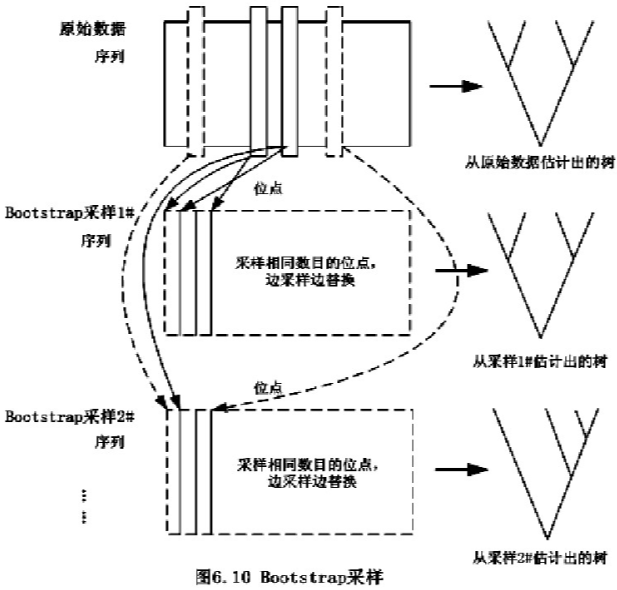 原始数据
序列
从原始数据估计出的树
位点
Bootstrap采样1#
序列
采样相同数目的位点，
边采样边替换
从采样1#估计出的树
位点
Bootstrap采样2#
序列
采样相同数目的位点，
边采样边替换
……
从采样2#估计出的树
图6.10 Bootstrap采样